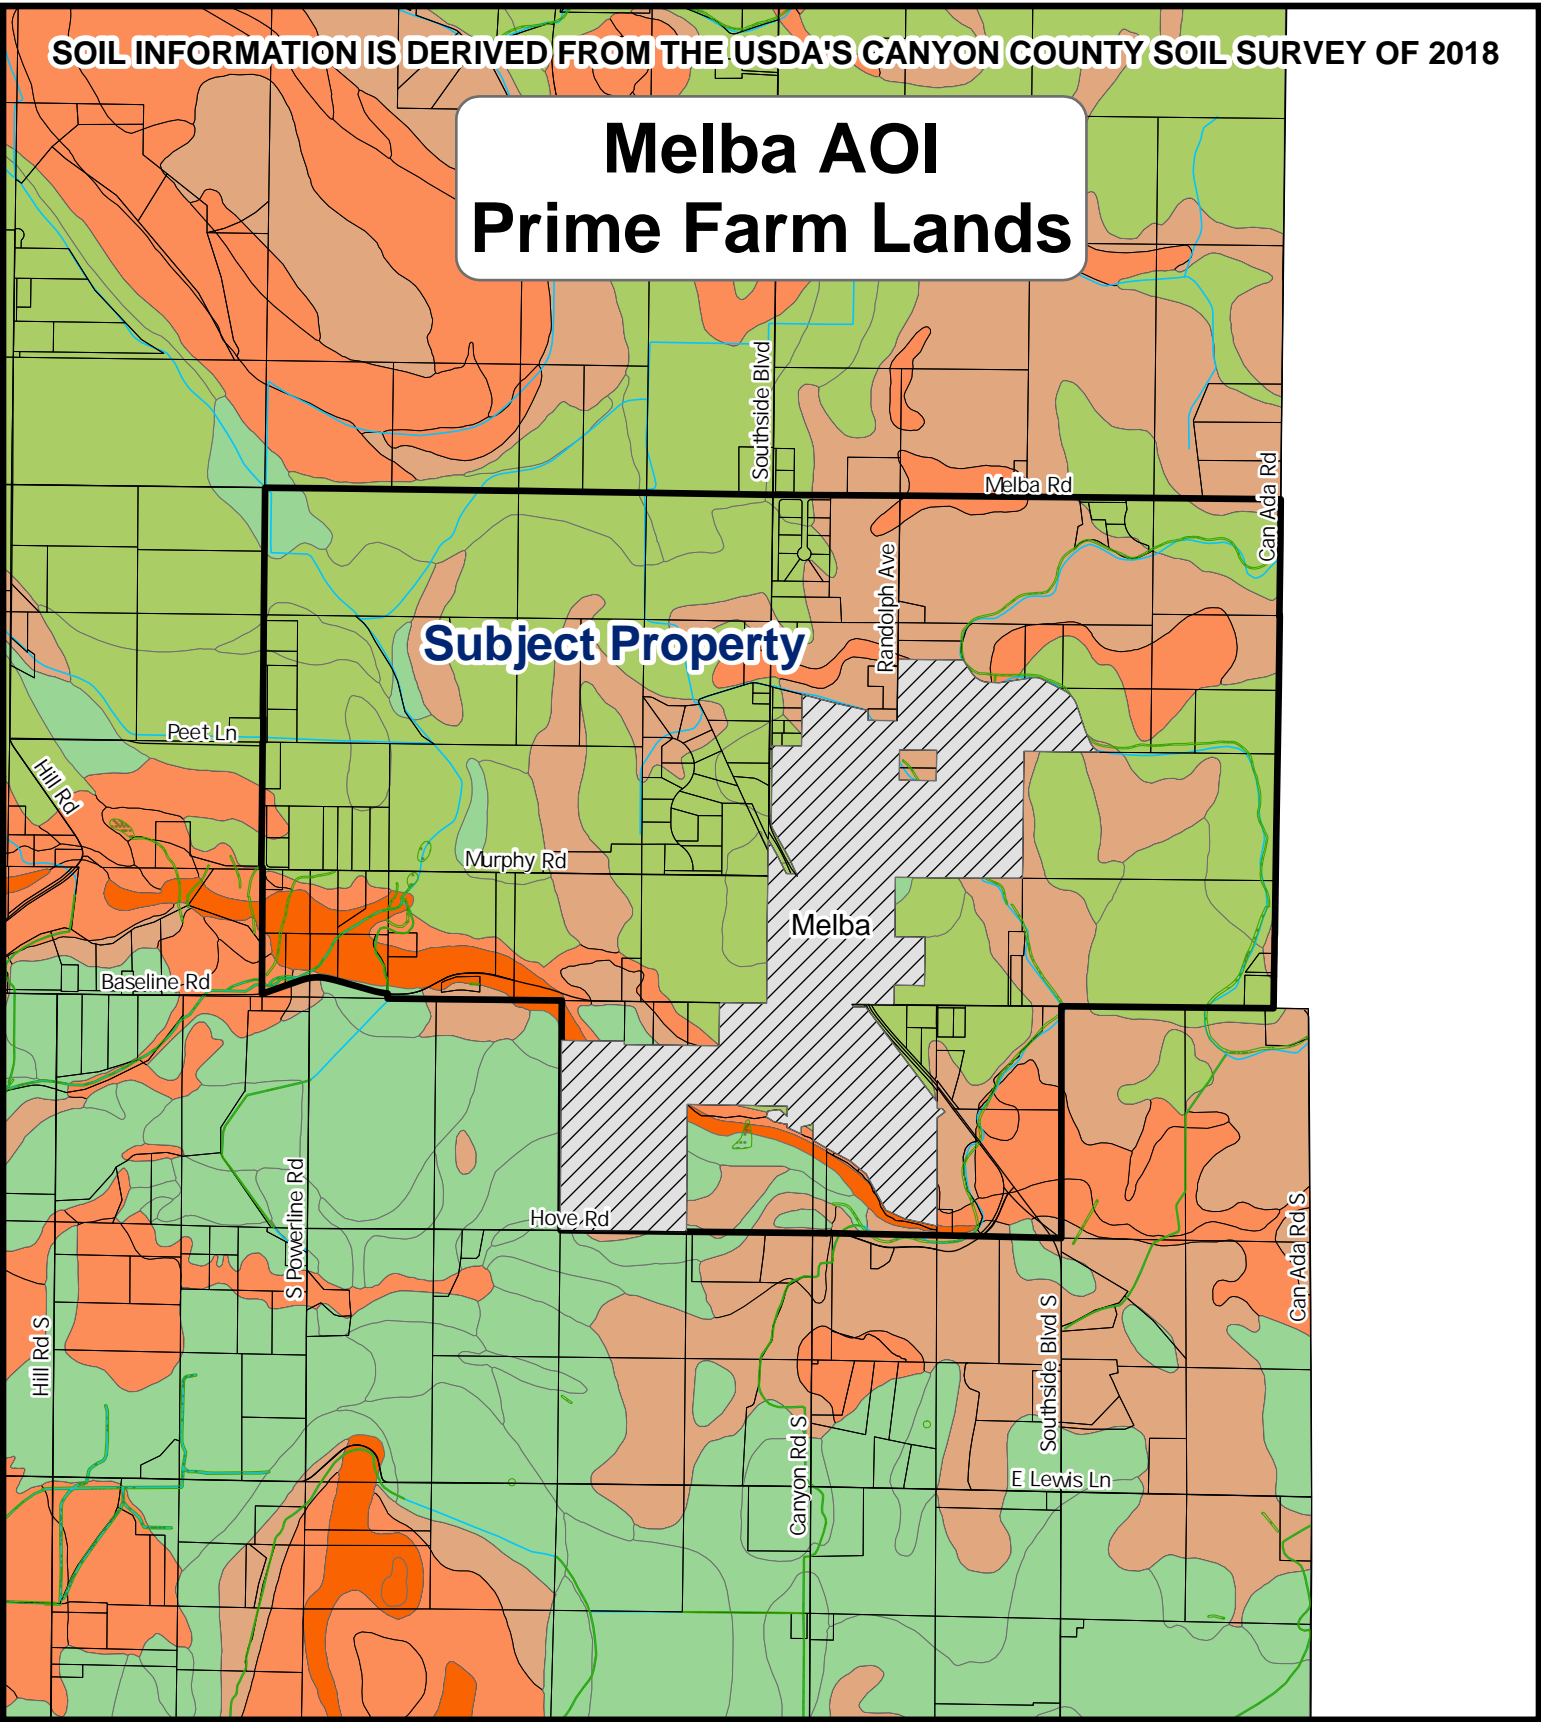 SOIL INFORMATION IS DERIVED FROM THE USDA'S CANYON COUNTY SOIL SURVEY OF 2018
Melba AOI
Prime Farm Lands
Southside Blvd
Melba Rd
Can Ada Rd
Randolph Ave
Subject Property
Peet Ln
Hill Rd
Murphy Rd
Melba
Baseline Rd
S Powerline Rd
Hove Rd
Can Ada Rd S
Hill Rd S
Southside Blvd S
Canyon Rd S
E Lewis Ln